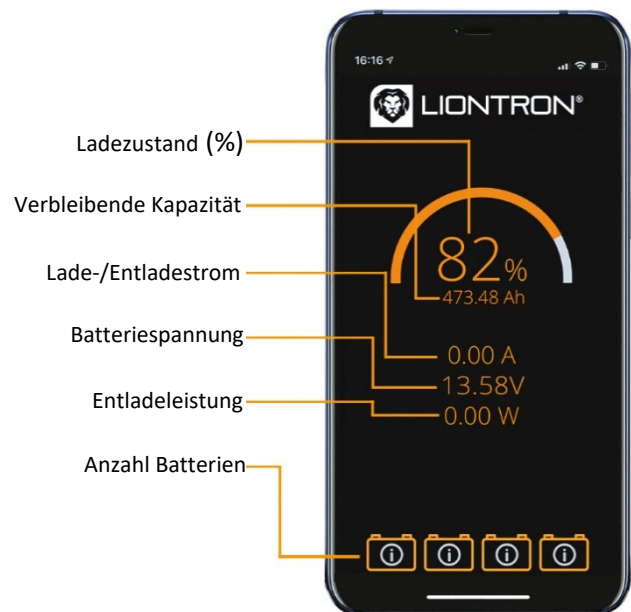 16:16
LIONTRON®
Ladezustand (%)
Verbleibende Kapazität
82%
473.48 Ah
Lade-/Entladestrom
0.00 A
Batteriespannung
13.58V
Entladeleistung
0.00 W
Anzahl Batterien
i i i i